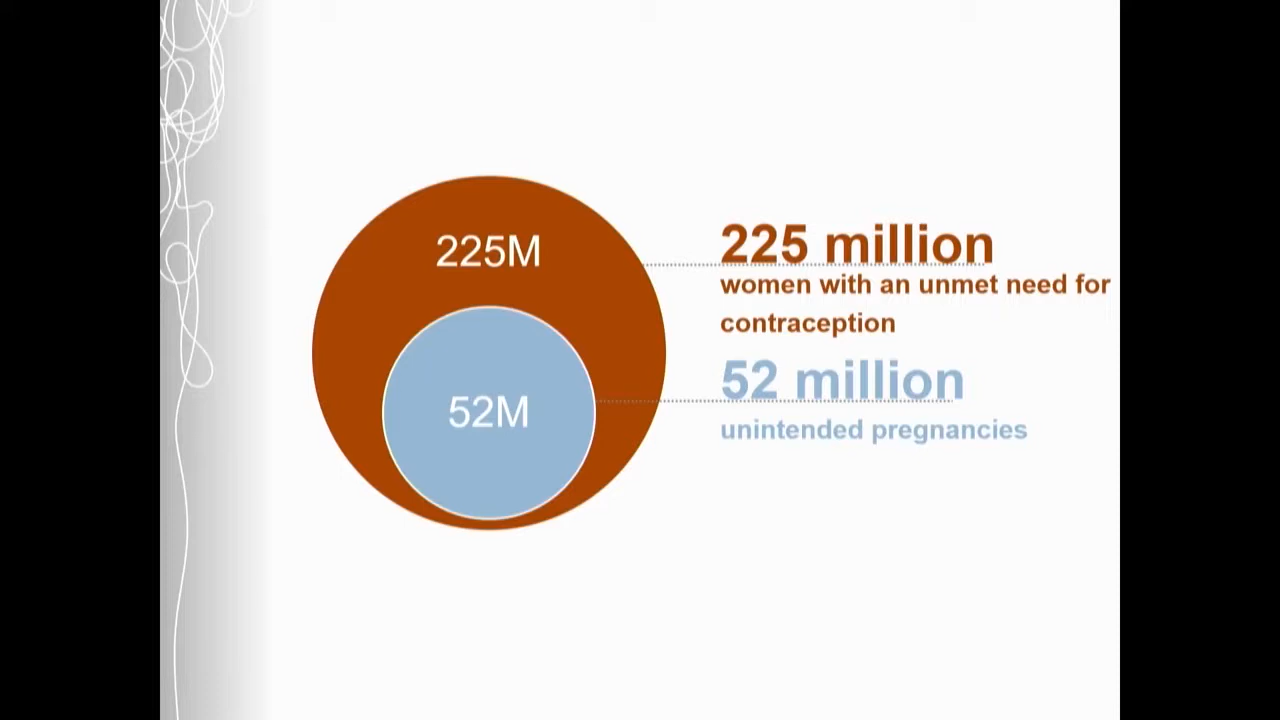 225M
225 million
women with an unmet need for
contraception
52 million
52M
unintended pregnancies